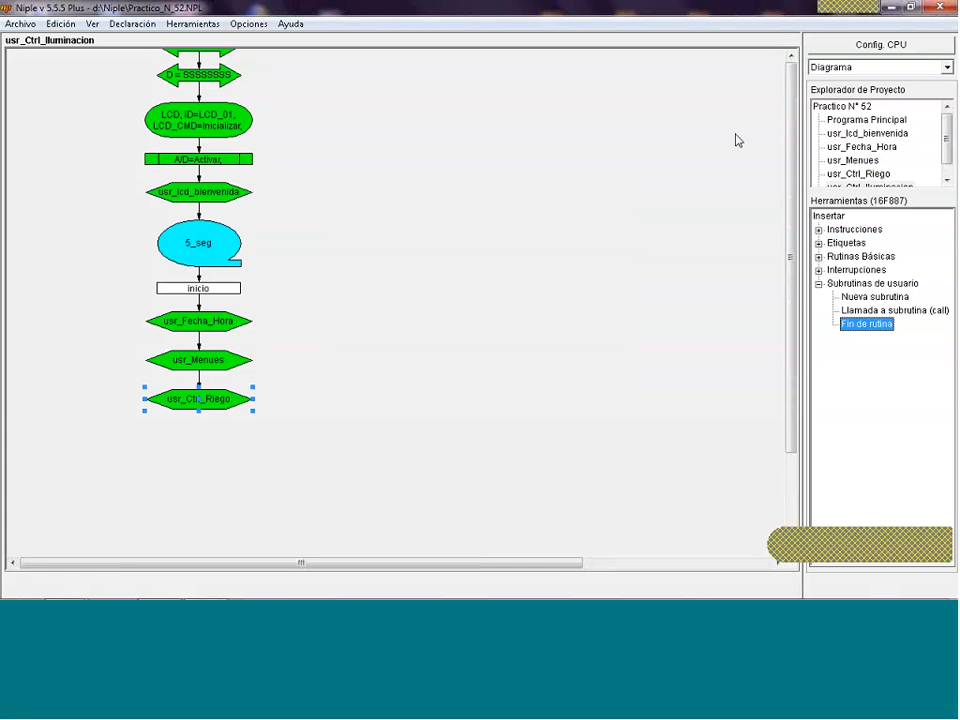 Niple v 5.5.5 Plus - d:\Niple\Practico_N_52.NPL
Archivo Edición Ver Declaración Herramientas Opciones Ayuda
usr_Ctrl_Iluminacion
D = SSSSSSSS
LCD, ID=LCD_01,
LCD_CMD=Inicializar,
A/D=Activar,
usr_lcd_bienvenida
5_seg
inicio
usr_Fecha_Hora
usr_Menues
usr_Ctrl_Riego
Config. CPU
Diagrama
Explorador de Proyecto
Practico N° 52
Programa Principal
usr_lcd_bienvenida
usr_Fecha_Hora
usr_Menues
usr_Ctrl_Riego
usr_Ctrl_Iluminacion
Herramientas (16F887)
Insertar
Instrucciones
Etiquetas
Rutinas Básicas
Interrupciones
Subrutinas de usuario
Nueva subrutina
Llamada a subrutina (call)
Fin de rutina